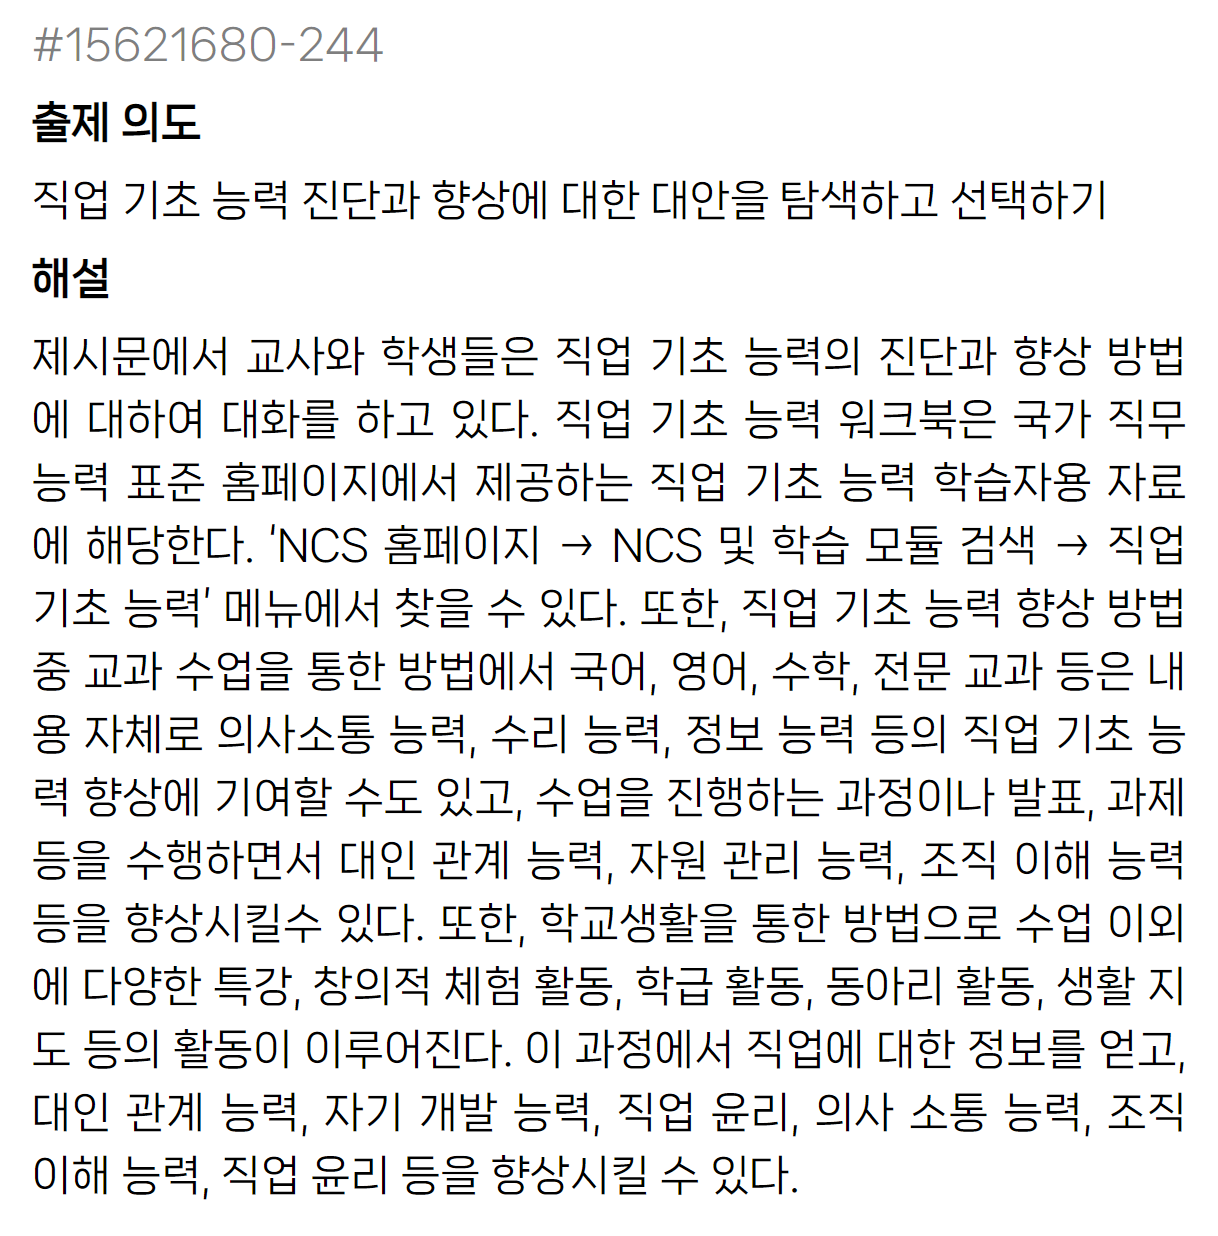 #15621680-244
출제 의도
직업 기초 능력 진단과 향상에 대한 대안을 탐색하고 선택하기
해설
제시문에서 교사와 학생들은 직업 기초 능력의 진단과 향상 방법
에 대하여 대화를 하고 있다. 직업 기초 능력 워크북은 국가 직무
능력 표준 홈페이지에서 제공하는 직업 기초 능력 학습자용 자료
에 해당한다. ‘NCS 홈페이지 → NCS 및 학습 모듈 검색 → 직업
기초 능력’ 메뉴에서 찾을 수 있다. 또한, 직업 기초 능력 향상 방법
중 교과 수업을 통한 방법에서 국어, 영어, 수학, 전문 교과 등은 내
용 자체로 의사소통 능력, 수리 능력, 정보 능력 등의 직업 기초 능
력 향상에 기여할 수도 있고, 수업을 진행하는 과정이나 발표, 과제
등을 수행하면서 대인 관계 능력, 자원 관리 능력, 조직 이해 능력
등을 향상시킬수 있다. 또한, 학교생활을 통한 방법으로 수업 이외
에 다양한 특강, 창의적 체험 활동, 학급 활동, 동아리 활동, 생활 지
도 등의 활동이 이루어진다. 이 과정에서 직업에 대한 정보를 얻고,
대인 관계 능력, 자기 개발 능력, 직업 윤리, 의사 소통 능력, 조직
이해 능력, 직업 윤리 등을 향상시킬 수 있다.